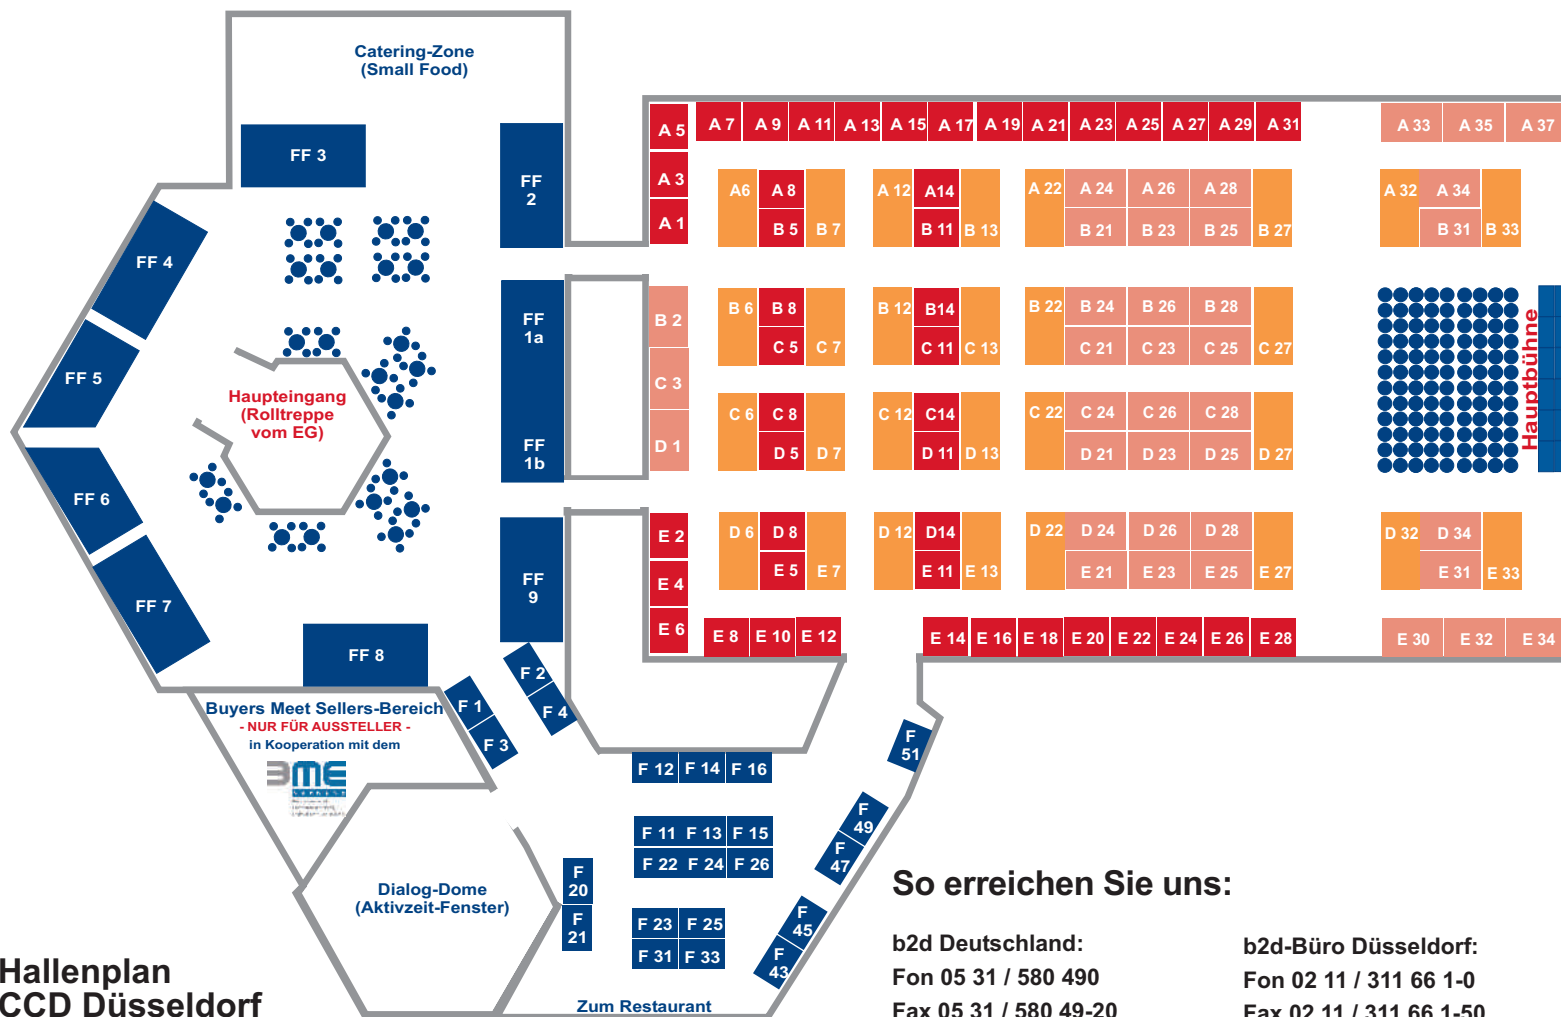 Catering-Zone
(Small Food)
FF 3
FF
2
FF 4
FF 5
FF
1a
FF
1b
Haupteingang
(Rolltreppe
vom EG)
FF 6
FF 7
FF
9
FF 8
A 5
A 3
A 1
A 7 A 9 A 11 A 13 A 15 A 17 A 19 A 21 A 23 A 25 A 27 A 29 A 31 A 33 A 35 A 37
A6 A 8 A 12 A14 A 22 A 24 A 26 A 28 A 32 A 34
B 5 B 7 B 11 B 13 B 21 B 23 B 25 B 27 B 31 B 33
B 2
C 3
D 1
B 6 B 8 B 12 B14 B 22 B 24 B 26 B 28
C 5 C 7 C 11 C 13 C 21 C 23 C 25 C 27
C 6 C 8 C 12 C14 C 22 C 24 C 26 C 28
D 5 D 7 D 11 D 13 D 21 D 23 D 25 D 27
Hauptbühne
E 2
E 4
E 6
D 6 D 8 D 12 D14 D 22 D 24 D 26 D 28 D 32 D 34
E 5 E 7 E 11 E 13 E 21 E 23 E 25 E 27 E 31 E 33
E 8 E 10 E 12 E 14 E 16 E 18 E 20 E 22 E 24 E 26 E 28 E 30 E 32 E 34
F 2
F 4
F 1
F 3
Buyers Meet Sellers-Bereich
- NUR FÜR AUSSTELLER -
in Kooperation mit dem
BME
F 12 F 14 F 16
F 11 F 13 F 15
F 22 F 24 F 26
F
51
F
49
F
47
F
45
F
43
F
20
F
21
F 23 F 25
F 31 F 33
Dialog-Dome
(Aktivzeit-Fenster)
Zum Restaurant
Hallenplan
CCD Düsseldorf
So erreichen Sie uns:
b2d Deutschland:
Fon 05 31 / 580 490
Fax 05 31 / 580 49-20
b2d-Büro Düsseldorf:
Fon 02 11 / 311 66 1-0
Fax 02 11 / 311 66 1-50